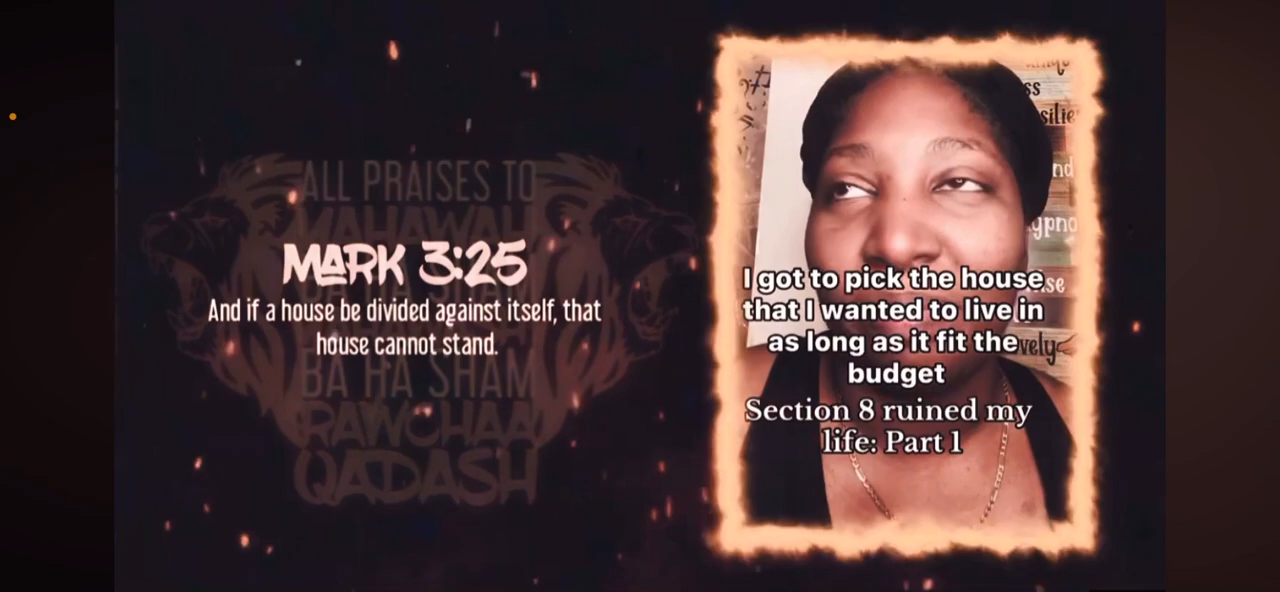 ALL PRAISES TO
MARK 3:25
And if a house be divided against itself, that
house cannot stand.
BA HA SHAM
RAWCHAA
QADASH
I got to pick the house
that I wanted to live in
as long as it fit the
budget
Section 8 ruined my
life: Part 1
vely